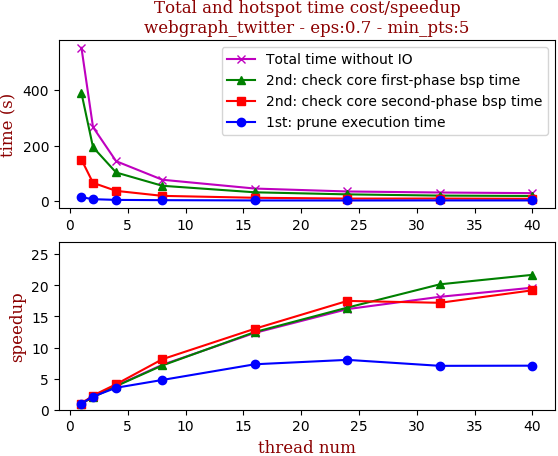 Total and hotspot time cost/speedup
webgraph_twitter - eps:0.7 - min_pts:5
time (s)
400
200
0
Total time without IO
2nd: check core first-phase bsp time
2nd: check core second-phase bsp time
1st: prune execution time
0 5 10 15 20 25 30 35 40
speedup
25
20
15
10
5
0
0 5 10 15 20 25 30 35 40
thread num